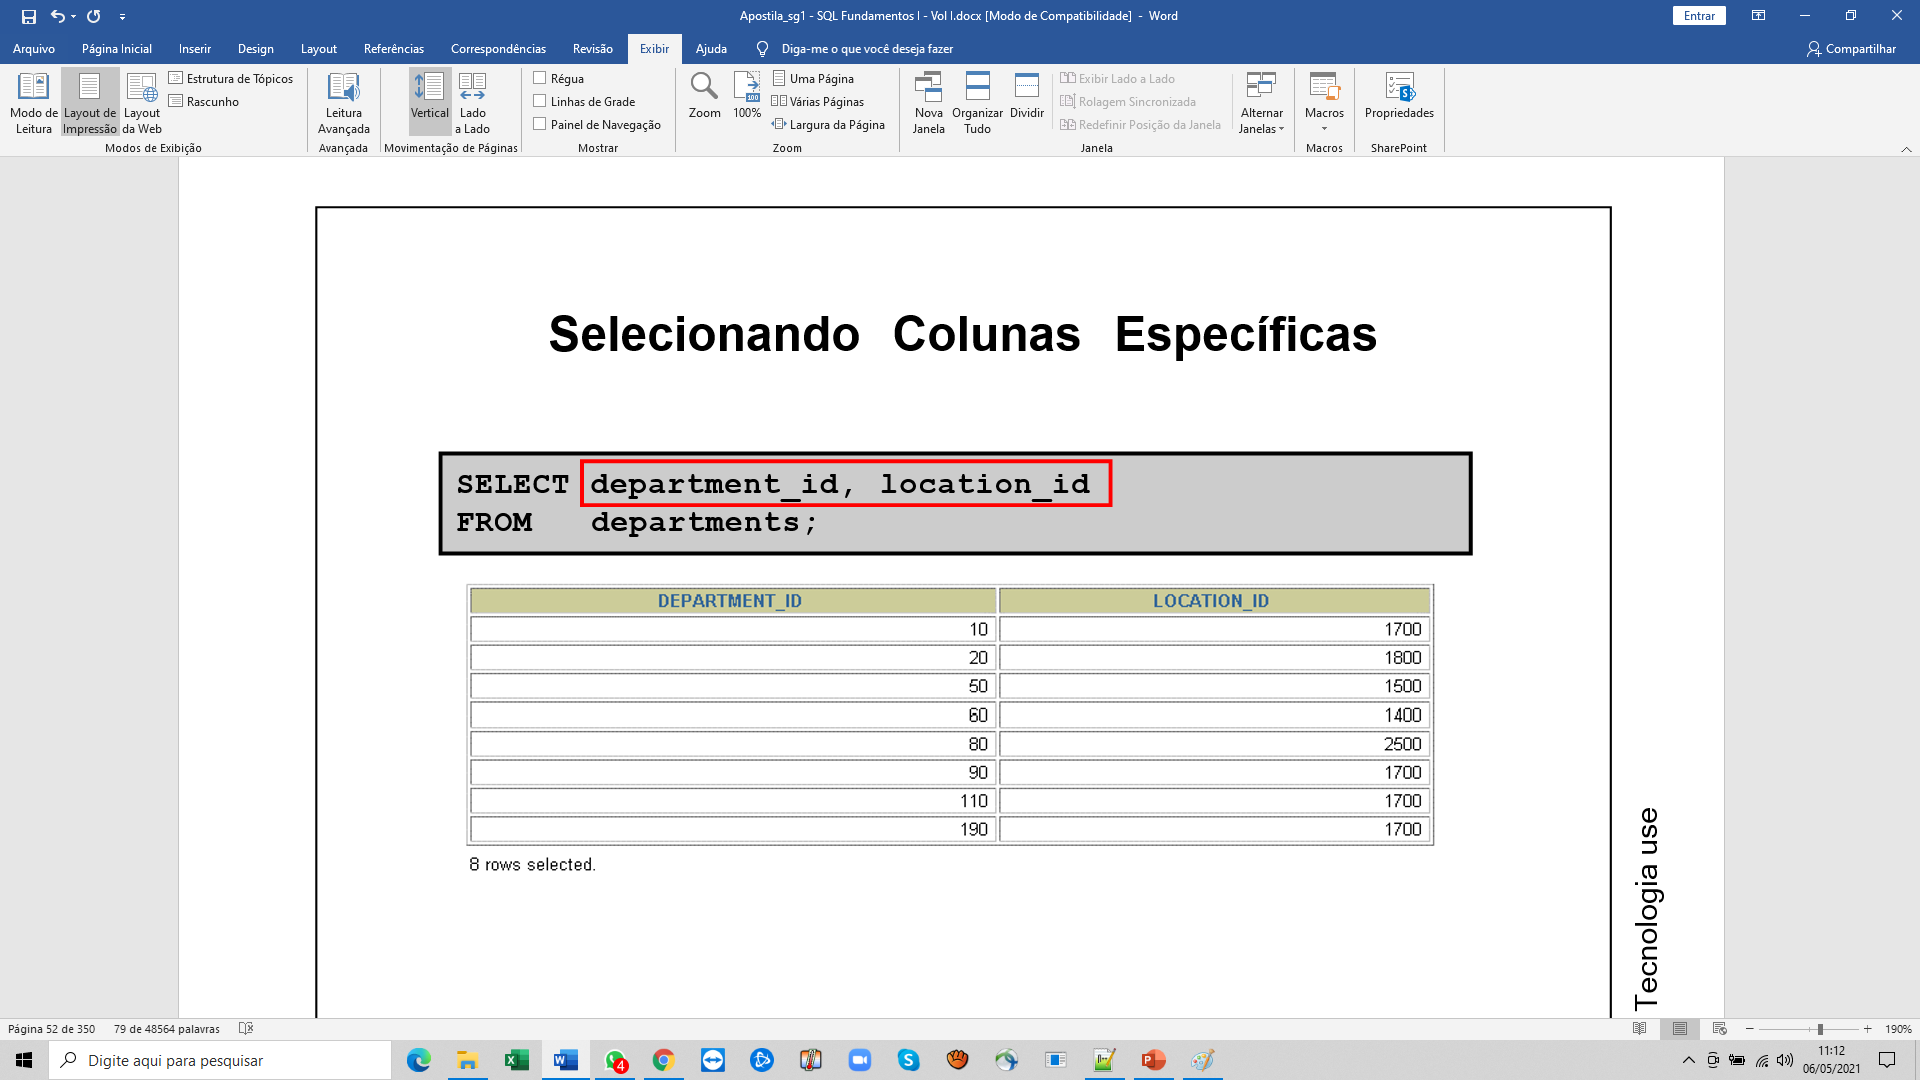 Apostila_sg1 - SQL Fundamentos I - Vol I.docx [Modo de Compatibilidade] - Word
Entrar
Arquivo Página Inicial Inserir Design Layout Referências Correspondências Revisão Exibir Ajuda Diga-me o que você deseja fazer Compartilhar
Modo de Leitura
Layout de Impressão
Layout da Web
Estrutura de Tópicos
Rascunho
Modos de Exibição
Leitura Avançada
Avançada
Vertical
Lado a Lado
Movimentação de Páginas
Régua
Linhas de Grade
Painel de Navegação
Mostrar
Zoom
100%
Uma Página
Várias Páginas
Largura da Página
Zoom
Nova Janela
Organizar Tudo
Dividir
Exibir Lado a Lado
Rolagem Sincronizada
Redefinir Posição da Janela
Alternar Janelas
Janela
Macros
Macros
Propriedades
SharePoint
Selecionando Colunas Específicas
SELECT department_id, location_id
FROM departments;
DEPARTMENT_ID LOCATION_ID
10 1700
20 1800
50 1500
60 1400
80 2500
90 1700
110 1700
190 1700
8 rows selected.
Tecnologia use
Página 52 de 350 79 de 48564 palavras 190%
Digite aqui para pesquisar
4
11:12
06/05/2021